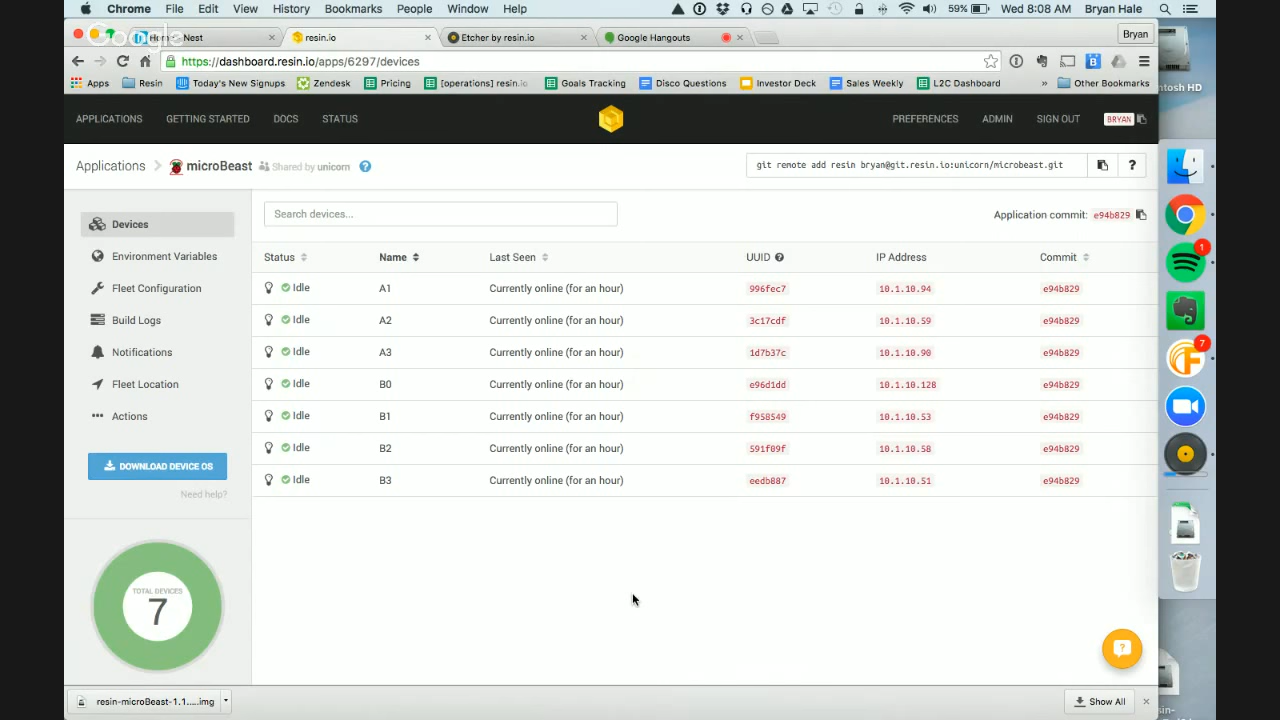 Chrome File Edit View History Bookmarks People Window Help 59% Wed 8:08 AM Bryan Hale
Google
Nest resin.io Etcher by resin.io Google Hangouts Bryan
https://dashboard.resin.io/apps/6297/devices
Apps Resin Today's New Signups Zendesk Pricing [operations] resin.io Goals Tracking Disco Questions Investor Deck Sales Weekly L2C Dashboard » Other Bookmarks
APPLICATIONS GETTING STARTED DOCS STATUS PREFERENCES ADMIN SIGN OUT BRYAN
Applications microBeast Shared by unicorn ? git remote add resin bryan@git.resin.io:unicorn/microbeast.git ?
Devices
Environment Variables
Fleet Configuration
Build Logs
Notifications
Fleet Location
Actions
DOWNLOAD DEVICE OS
Need help?
TOTAL DEVICES
7
Search devices... Application commit: e94b829
Status Name Last Seen UUID IP Address Commit
Idle A1 Currently online (for an hour) 996fec7 10.1.10.94 e94b829
Idle A2 Currently online (for an hour) 3c17cdf 10.1.10.59 e94b829
Idle A3 Currently online (for an hour) 1d7b37c 10.1.10.90 e94b829
Idle B0 Currently online (for an hour) e96d1dd 10.1.10.128 e94b829
Idle B1 Currently online (for an hour) f958549 10.1.10.53 e94b829
Idle B2 Currently online (for an hour) 591f09f 10.1.10.58 e94b829
Idle B3 Currently online (for an hour) eedb887 10.1.10.51 e94b829
resin-microBeast-1.1.....img Show All
1
7